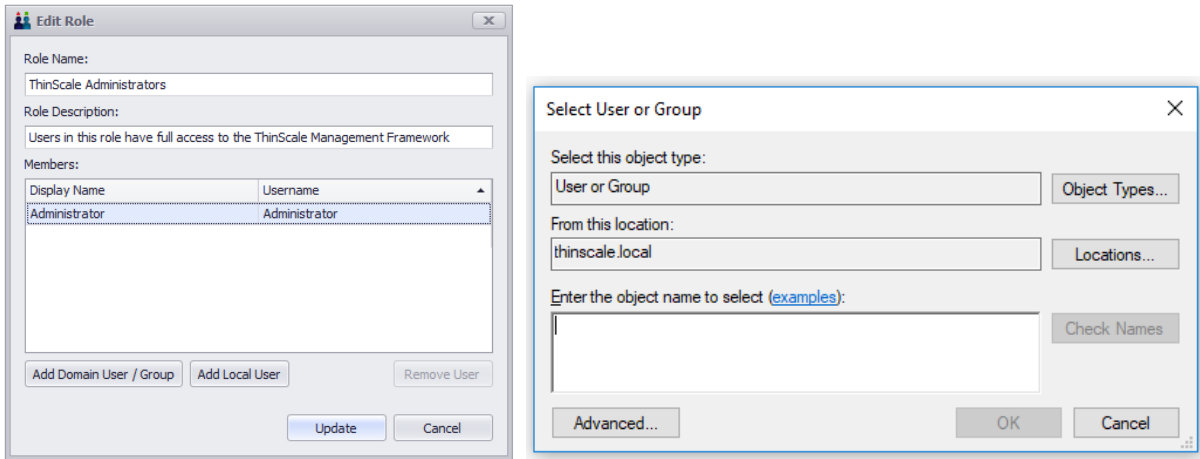 Edit Role
Role Name:
ThinScale Administrators
Role Description:
Users in this role have full access to the ThinScale Management Framework
Members:
Display Name Username
Administrator Administrator
Add Domain User / Group Add Local User Remove User
Update Cancel
Select User or Group
Select this object type:
User or Group Object Types...
From this location:
thinscale.local Locations...
Enter the object name to select (examples):
Check Names
Advanced... OK Cancel